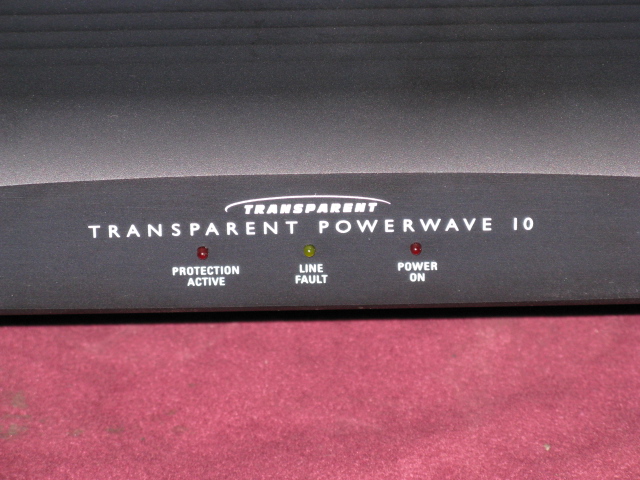 TRANSPARENT
TRANSPARENT POWERWAVE 10
PROTECTION
ACTIVE
LINE
FAULT
POWER
ON